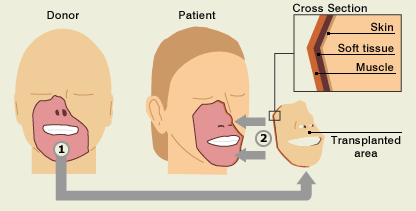 Donor
Patient
Cross Section
Skin
Soft tissue
Muscle
1
2
Transplanted
area